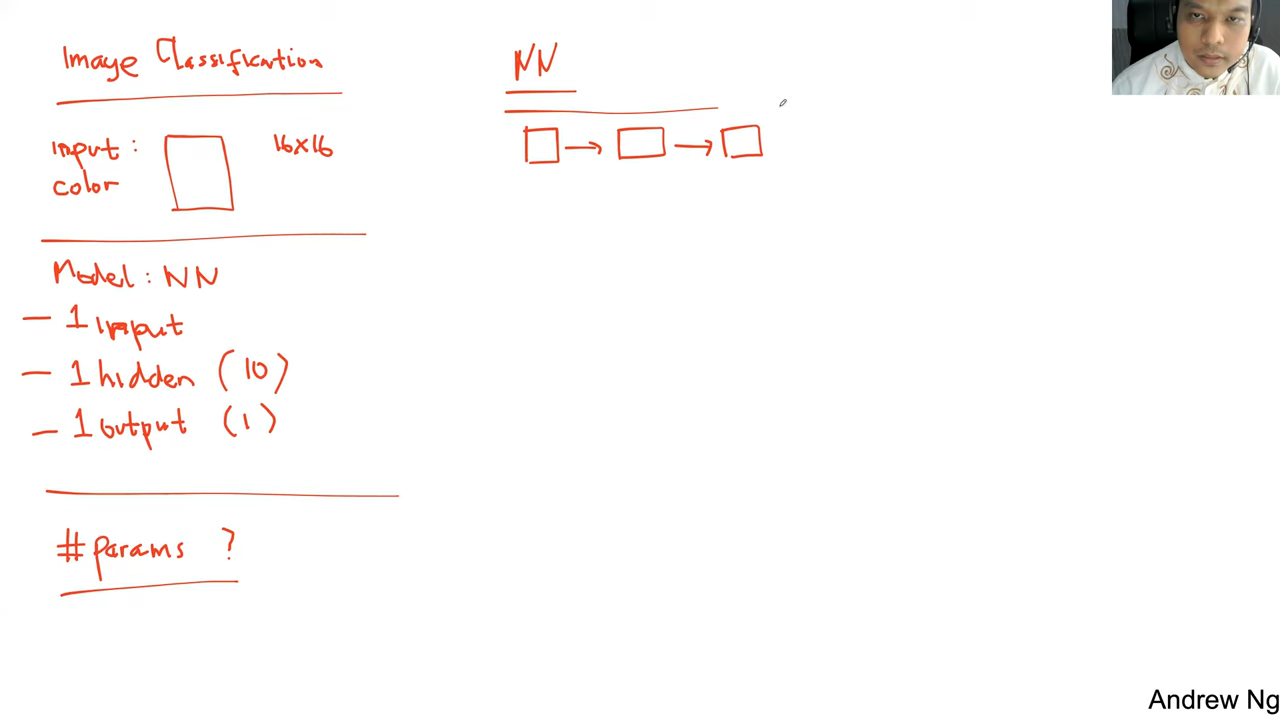 Image Classification
input :
color
16x16
Model : NN
- 1 input
- 1 hidden (10)
- 1 output (1)
#params ?
NN
Andrew Ng